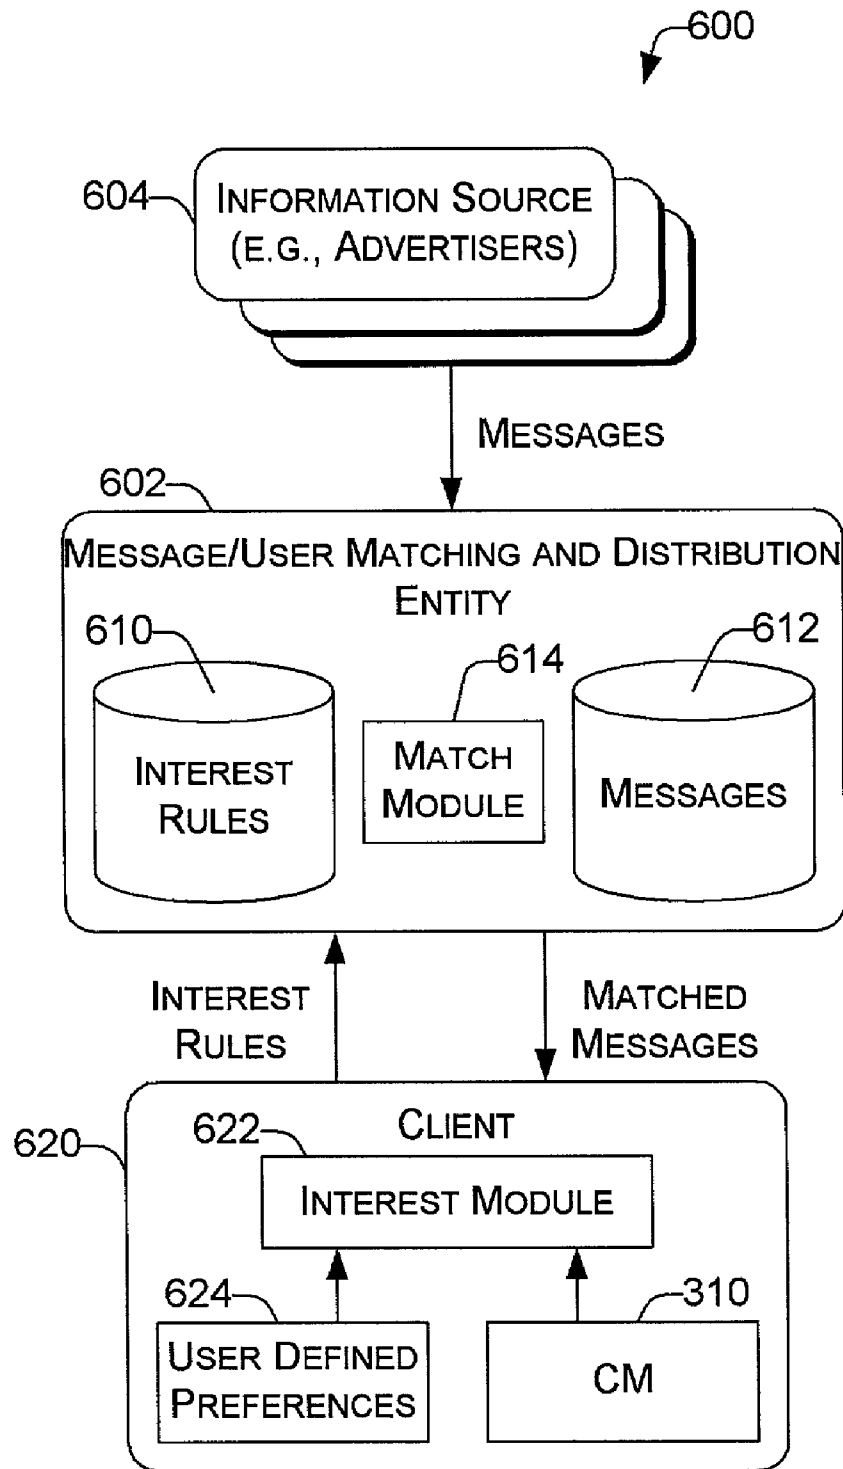 600
604
INFORMATION SOURCE
(E.G., ADVERTISERS)
MESSAGES
602
MESSAGE/USER MATCHING AND DISTRIBUTION
ENTITY
610
614
612
INTEREST
RULES
MATCH
MODULE
MESSAGES
INTEREST
RULES
MATCHED
MESSAGES
620
CLIENT
622
INTEREST MODULE
624
310
USER DEFINED
PREFERENCES
CM